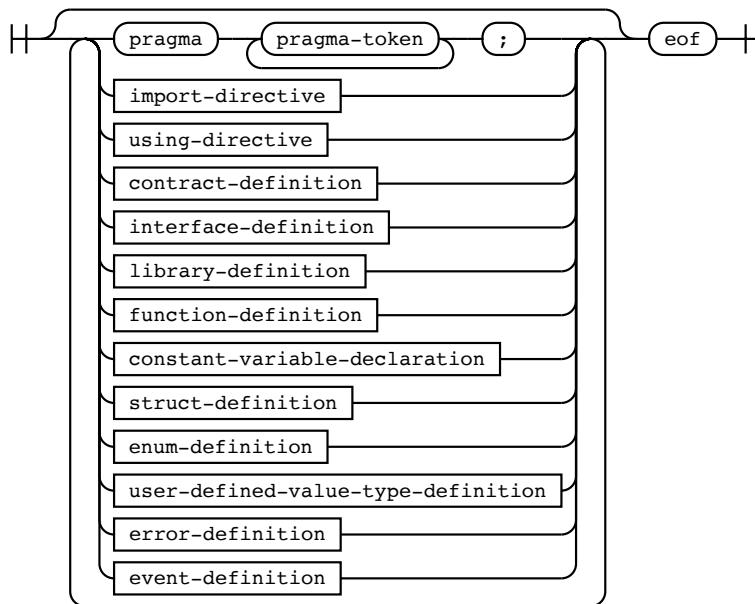 pragma pragma-token ; eof
import-directive
using-directive
contract-definition
interface-definition
library-definition
function-definition
constant-variable-declaration
struct-definition
enum-definition
user-defined-value-type-definition
error-definition
event-definition